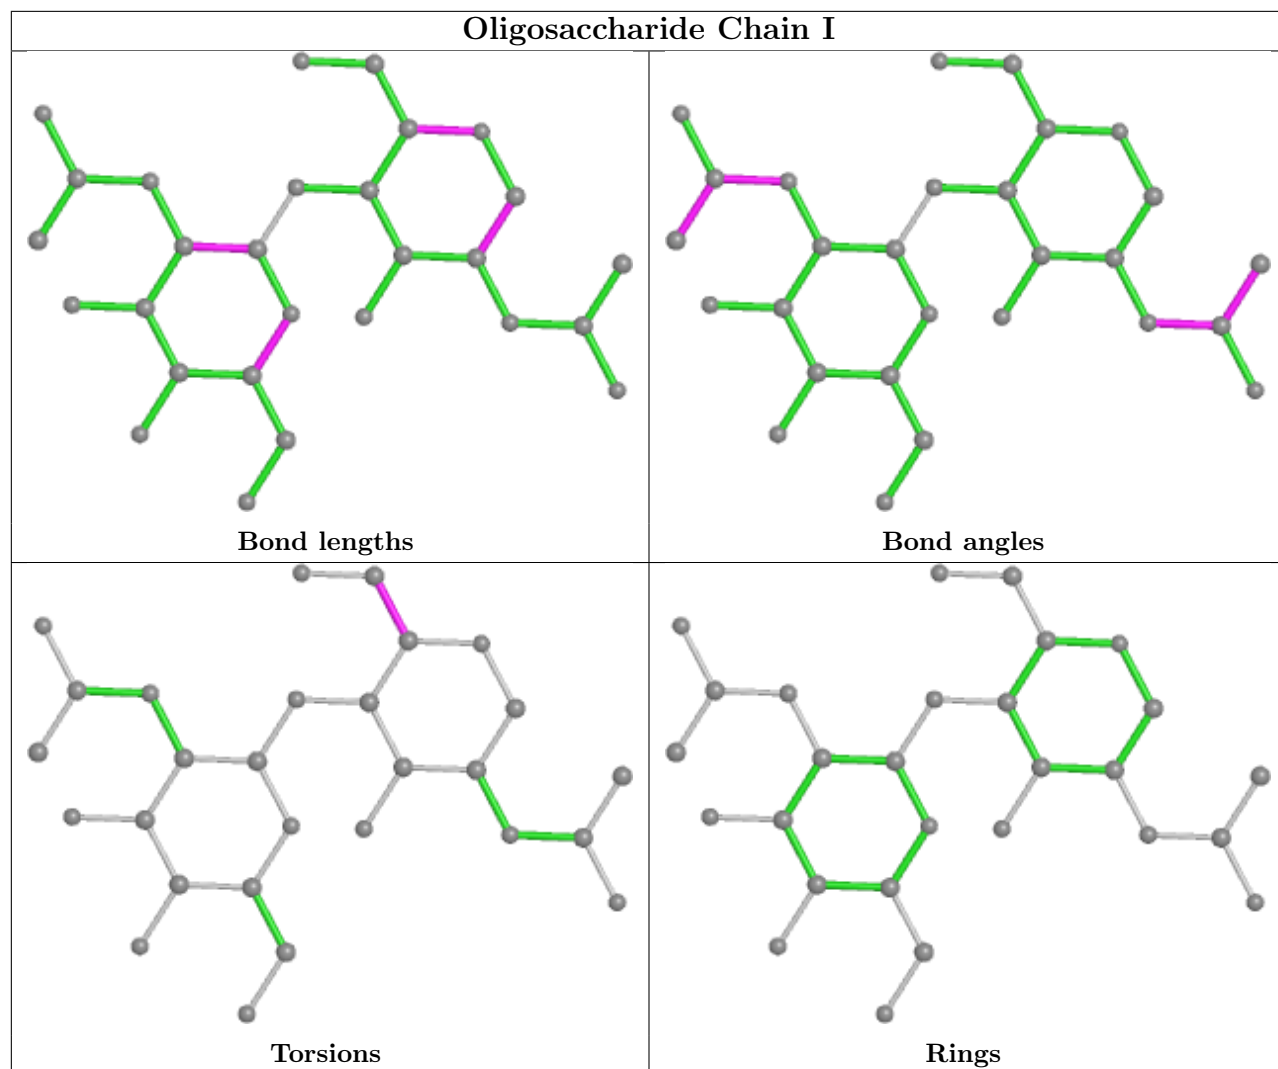 Oligosaccharide Chain I
Bond lengths
Bond angles
Torsions
Rings